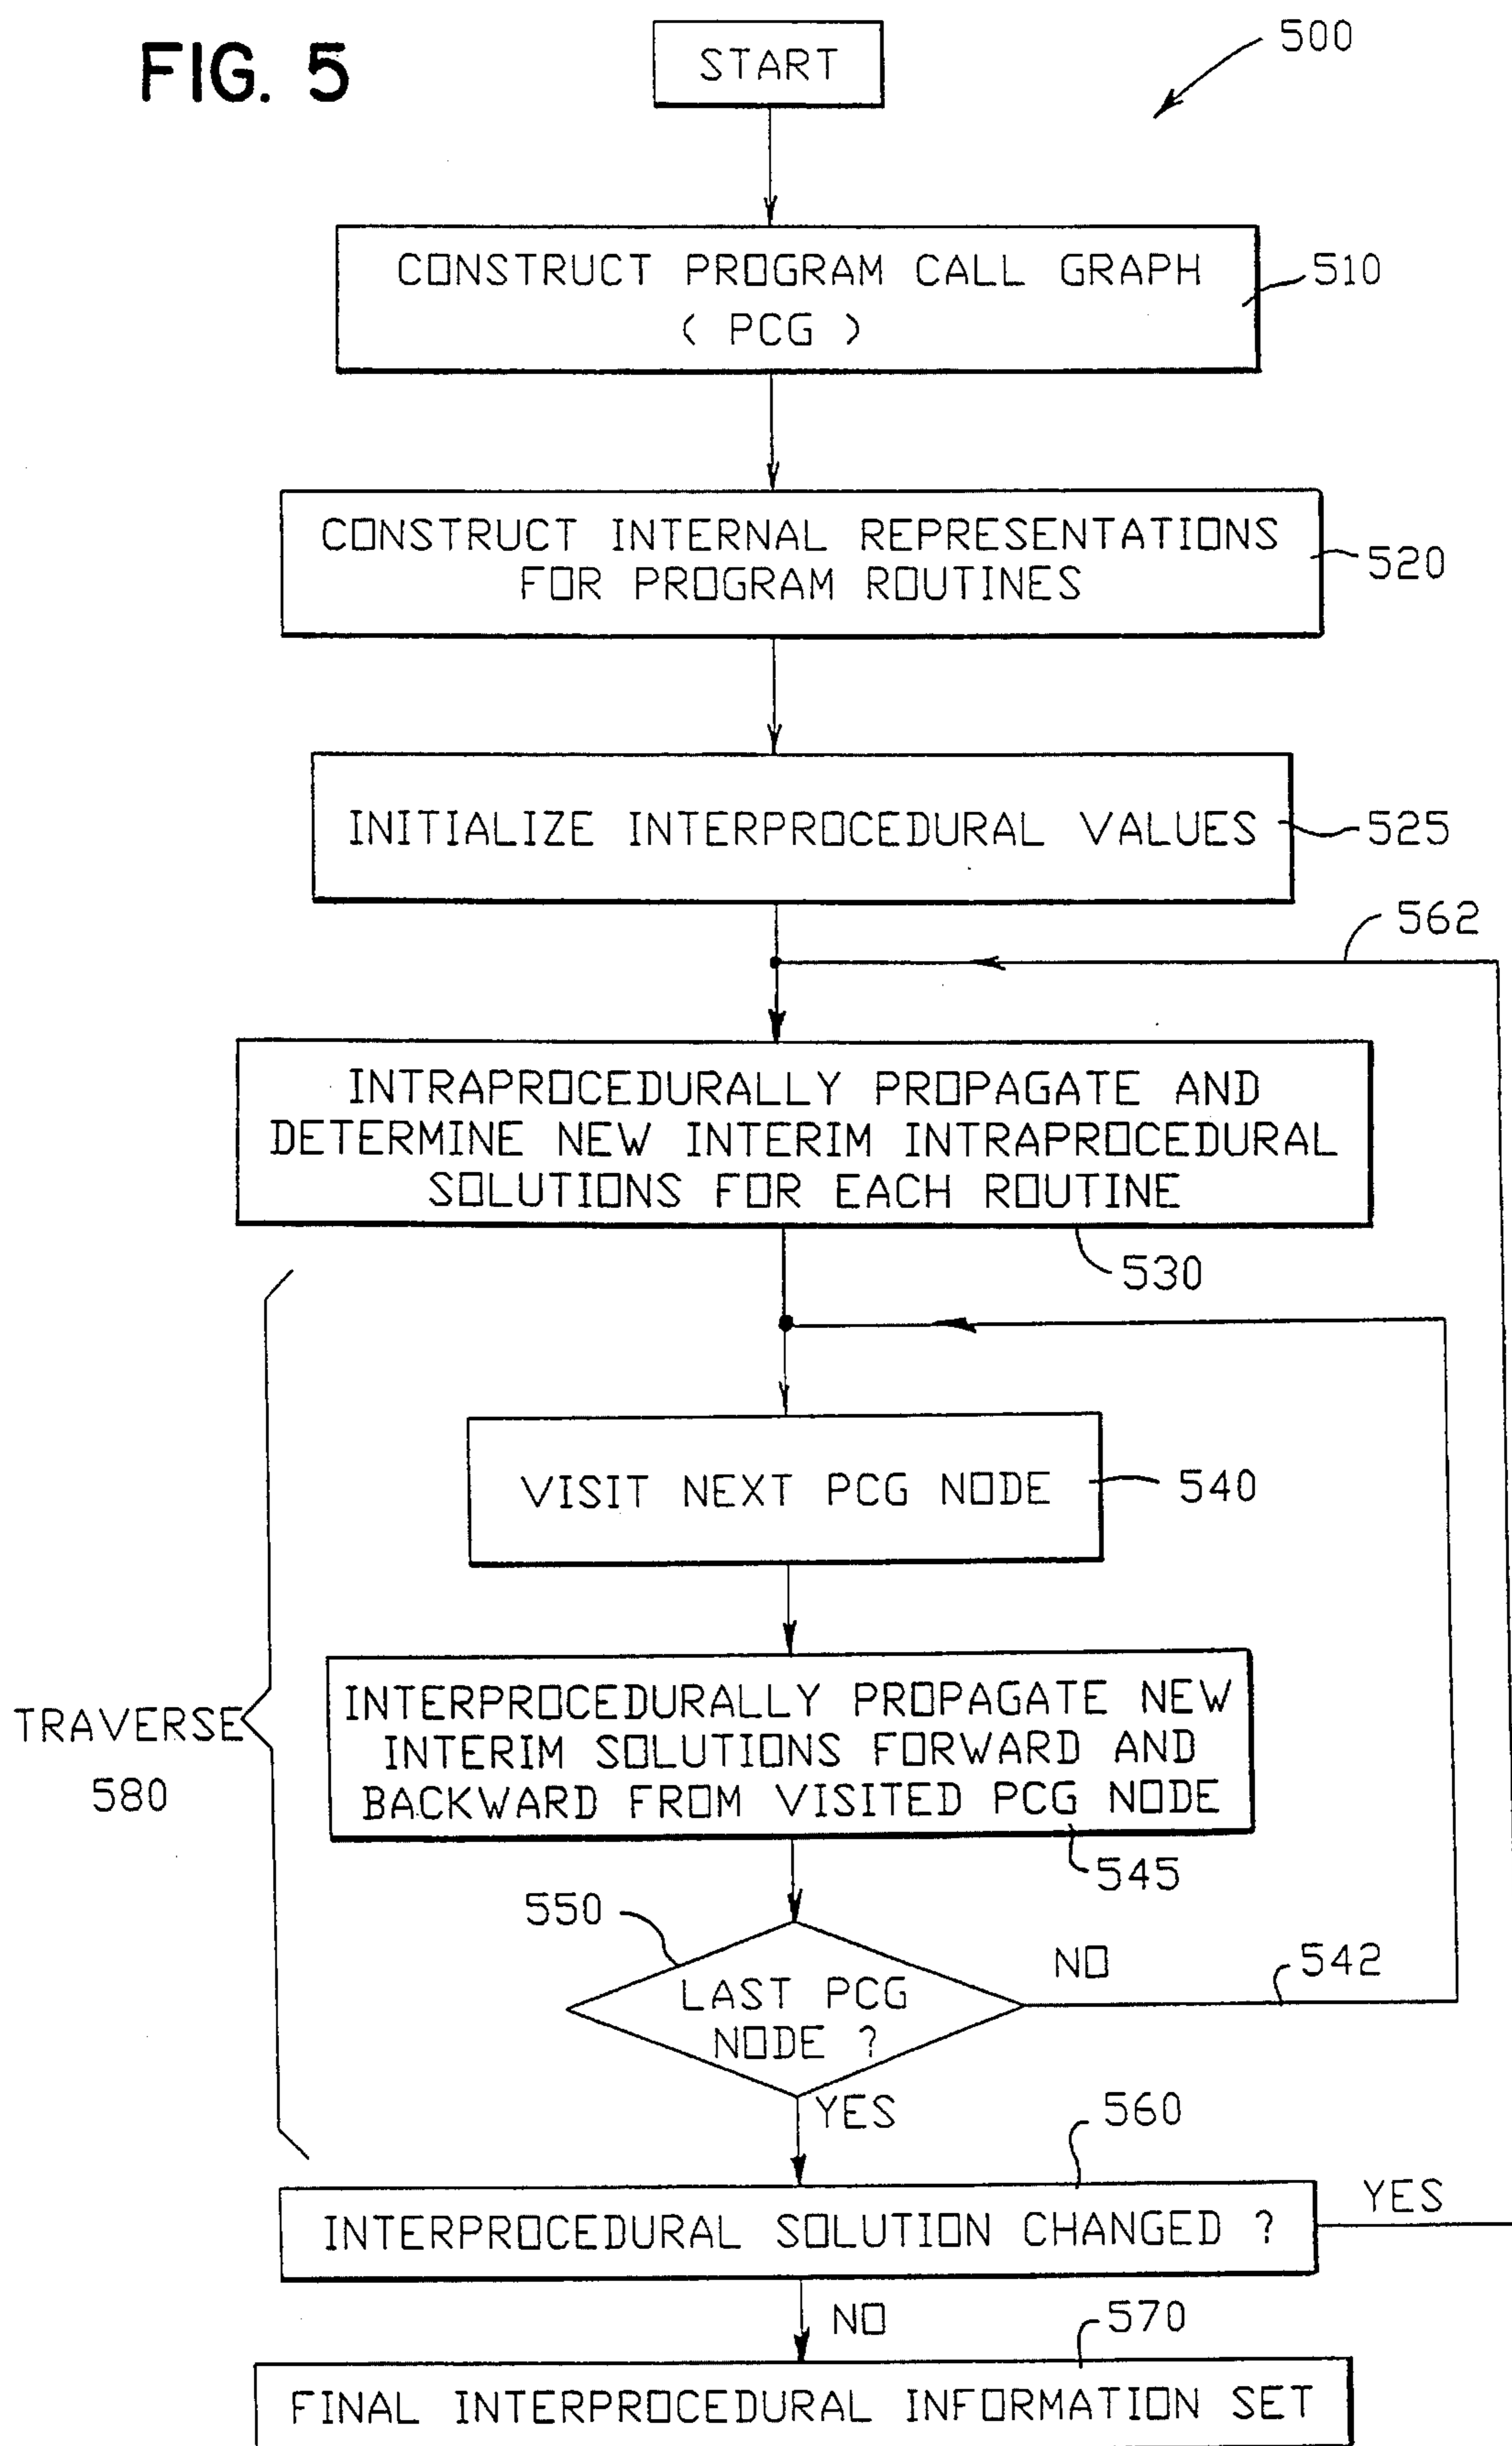 FIG. 5
START
500
CONSTRUCT PROGRAM CALL GRAPH
( PCG )
510
CONSTRUCT INTERNAL REPRESENTATIONS
FOR PROGRAM ROUTINES
520
INITIALIZE INTERPROCEDURAL VALUES
525
562
INTRAPROCEDURALLY PROPAGATE AND
DETERMINE NEW INTERIM INTRAPROCEDURAL
SOLUTIONS FOR EACH ROUTINE
530
VISIT NEXT PCG NODE
540
INTERPROCEDURALLY PROPAGATE NEW
INTERIM SOLUTIONS FORWARD AND
BACKWARD FROM VISITED PCG NODE
TRAVERSE
580
545
550
LAST PCG
NODE ?
NO
542
YES
560
INTERPROCEDURAL SOLUTION CHANGED ?
YES
NO
570
FINAL INTERPROCEDURAL INFORMATION SET